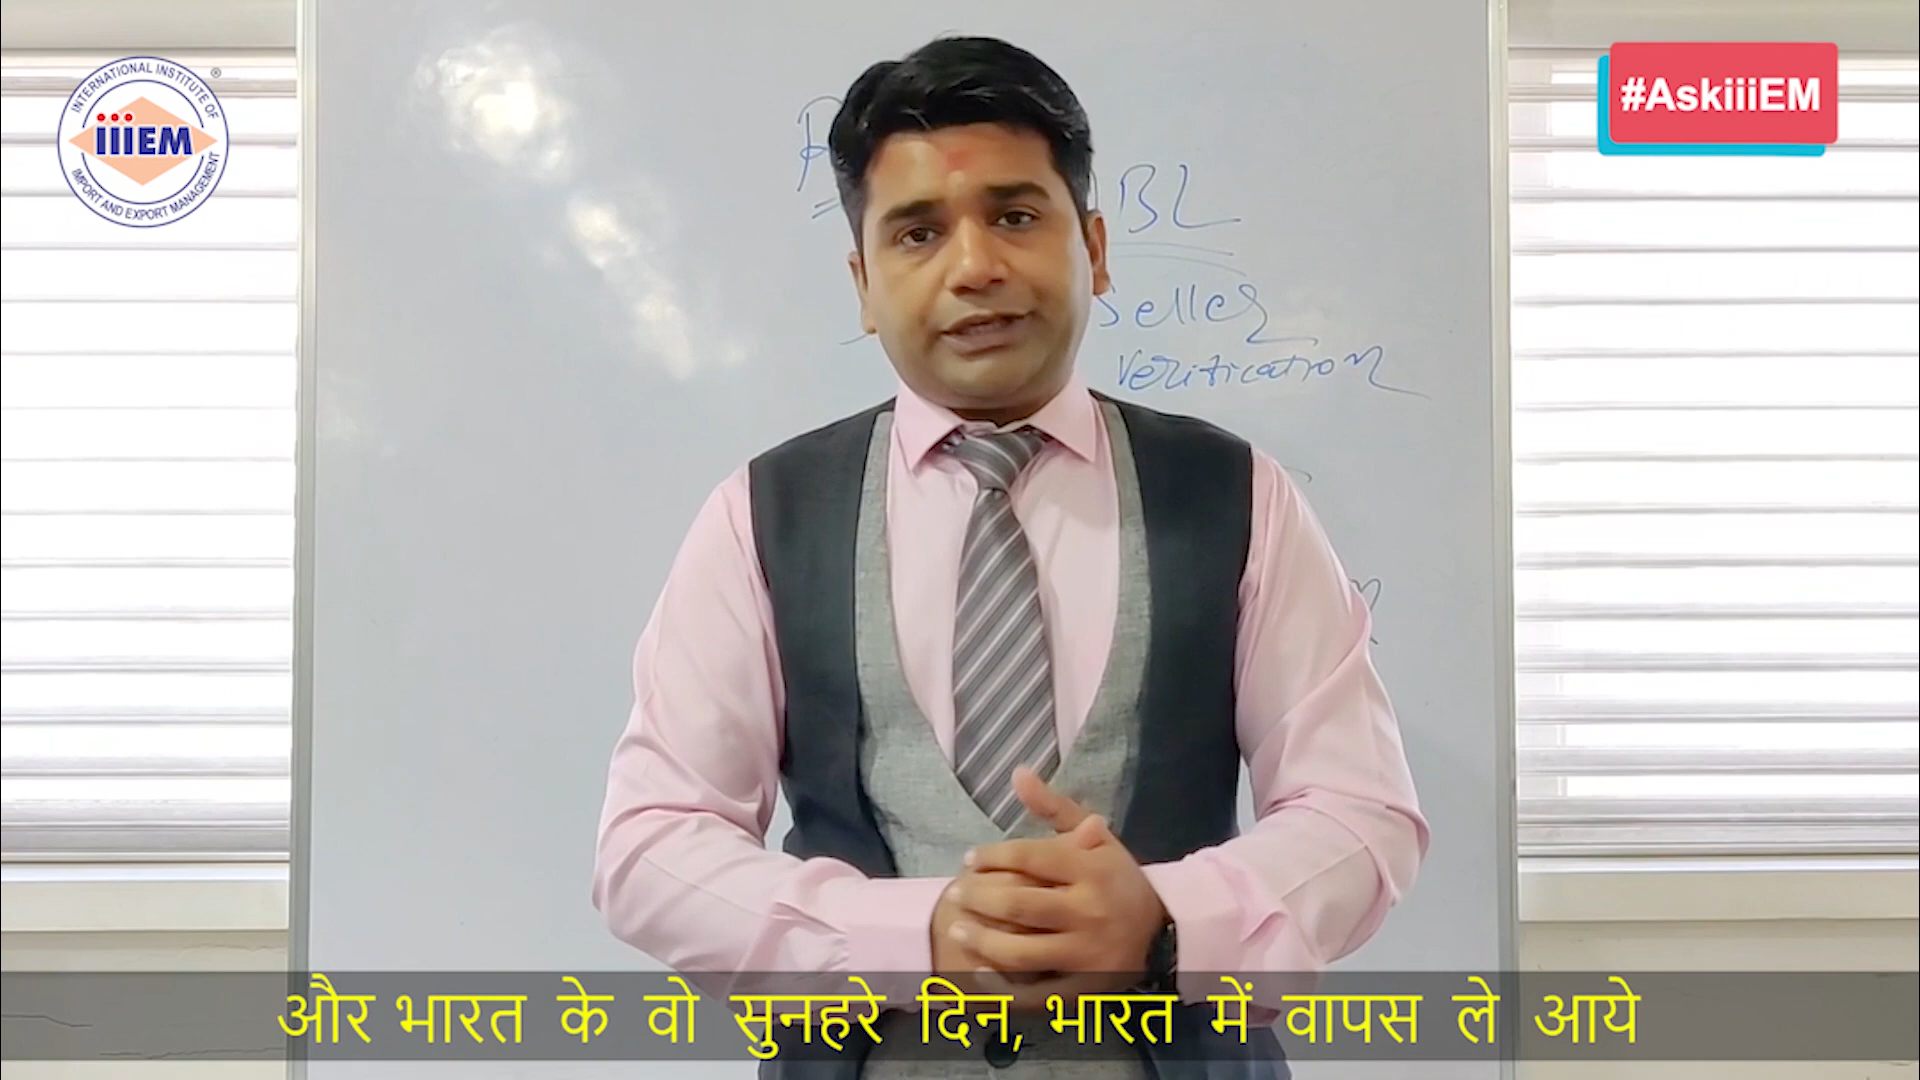 INTERNATIONAL INSTITUTE OF
®
iiiEM
IMPORT AND EXPORT MANAGEMENT
#AskiiiEM
BL
Seller
Verification
और भारत के वो सुनहरे दिन, भारत में वापस ले आये